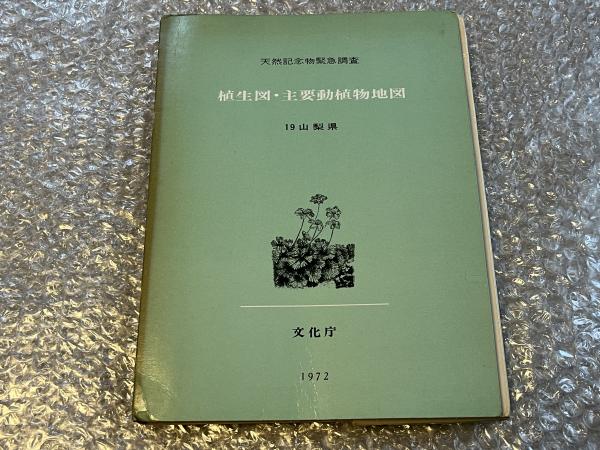 天然記念物緊急調査
植生図・主要動植物地図
19 山梨県
文化庁
1972